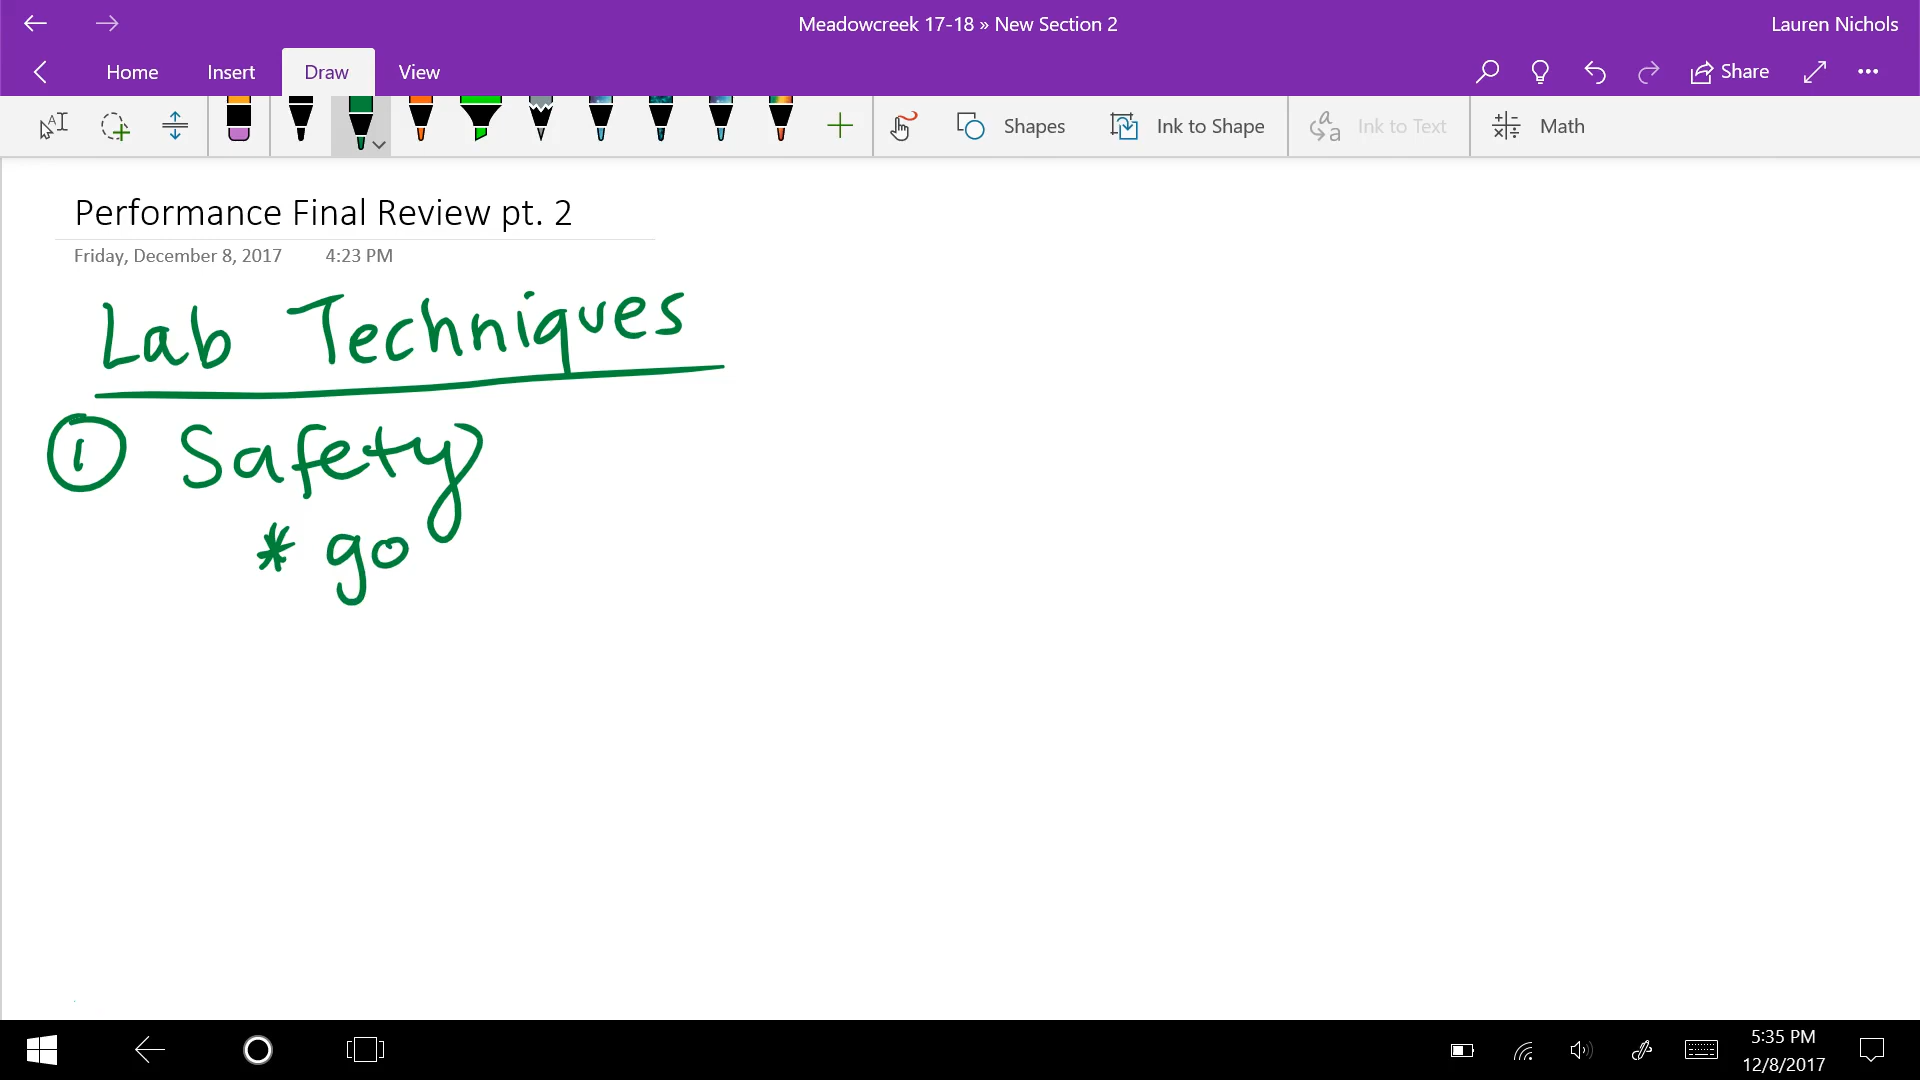 Meadowcreek 17-18 » New Section 2
Lauren Nichols
Home Insert Draw View
Share
Shapes Ink to Shape Ink to Text Math
Performance Final Review pt. 2
Friday, December 8, 2017 4:23 PM
Lab Techniques
① Safety
* go
5:35 PM
12/8/2017